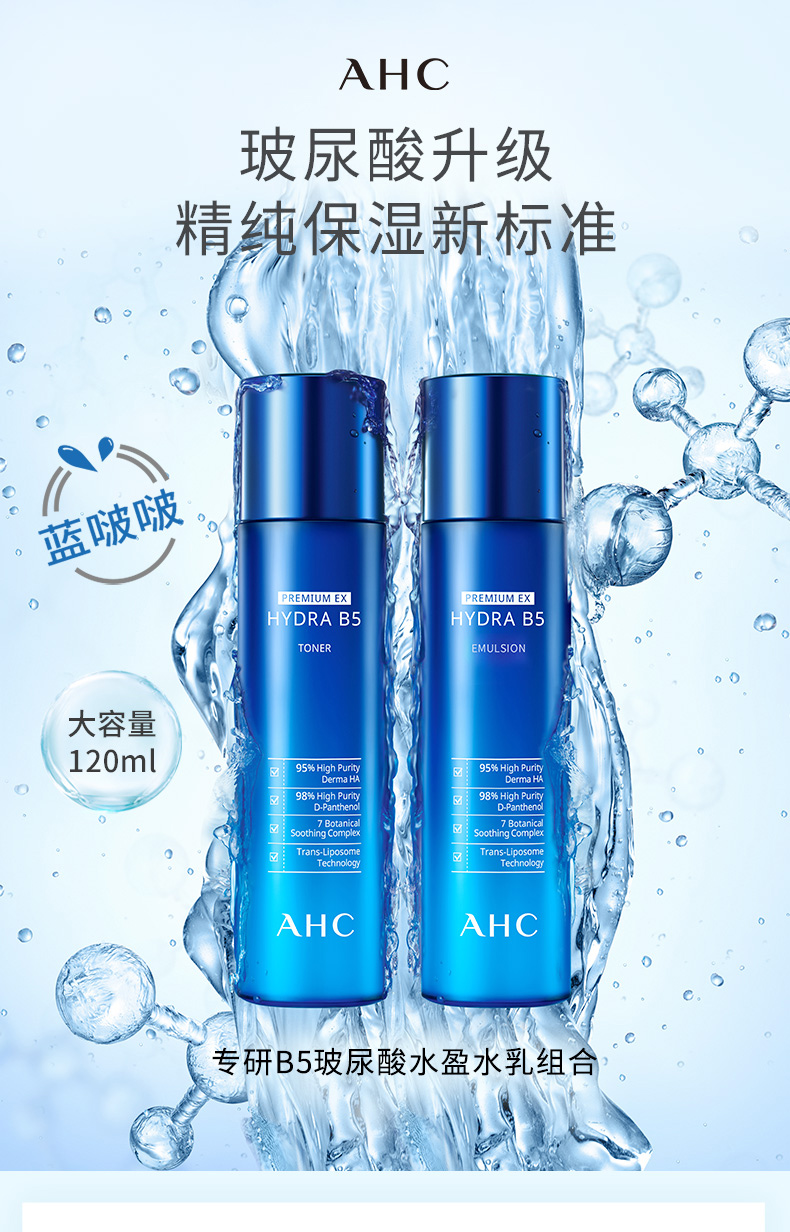 AHC
玻尿酸升级
精纯保湿新标准
蓝啵啵
大容量
120ml
PREMIUM EX
HYDRA B5
TONER
95% High Purity
Derma HA
98% High Purity
D-Panthenol
7 Botanical
Soothing Complex
Trans-Liposome
Technology
AHC
PREMIUM EX
HYDRA B5
EMULSION
95% High Purity
Derma HA
98% High Purity
D-Panthenol
7 Botanical
Soothing Complex
Trans-Liposome
Technology
AHC
专研B5玻尿酸水盈水乳组合